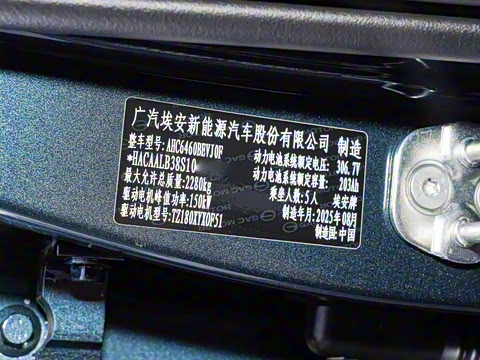 广汽埃安新能源汽车股份有限公司 制造
整车型号: AHC6460BEVJ0F 动力电池系统额定电压: 306.7V
*HACAALB38S10 动力电池系统额定容量: 203Ah
最大允许总质量: 2280kg 乘坐人数: 5人 埃安牌
驱动电机峰值功率: 150kW 制造年月: 2025年08月
驱动电机型号: TZ180XYX0F51 制造国: 中国